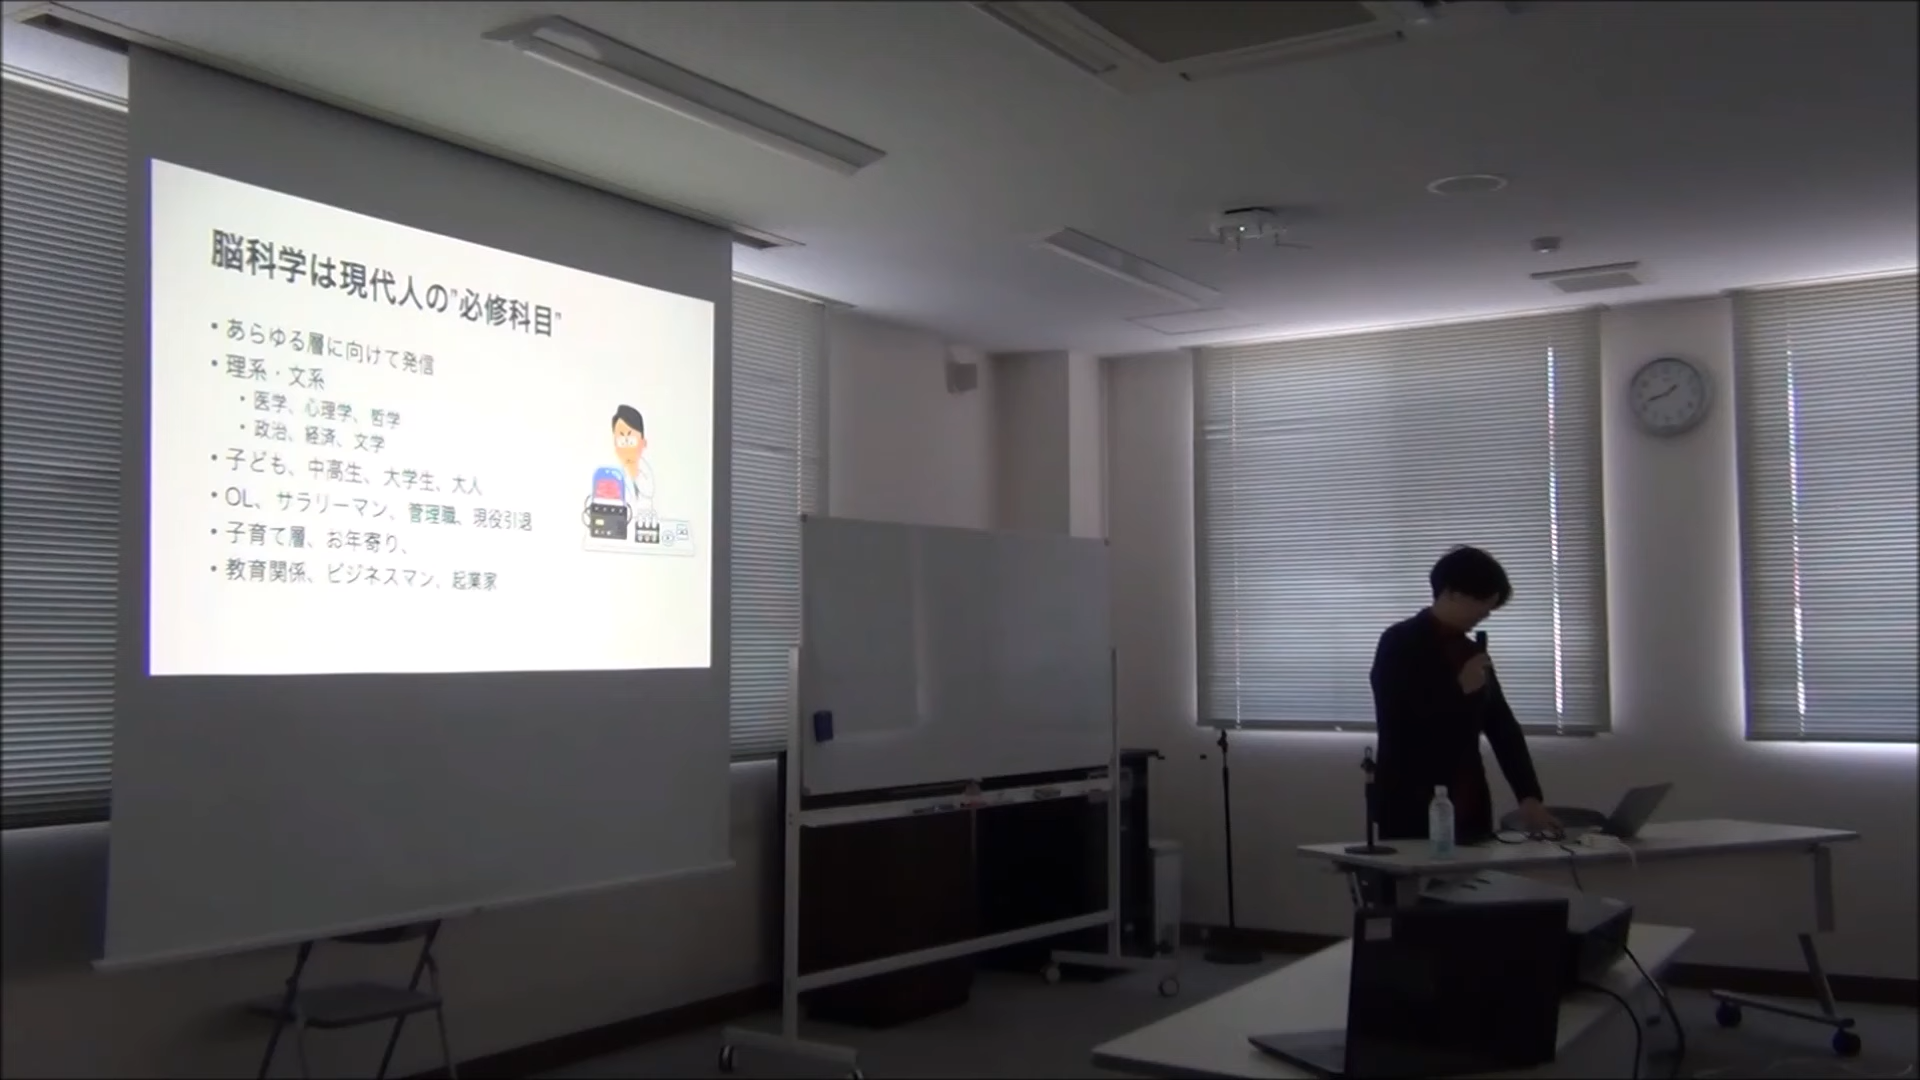 脳科学は現代人の"必修科目"
・あらゆる層に向けて発信
・理系・文系
・医学、心理学、哲学
・政治、経済、文学
・子ども、中高生、大学生、大人
・OL、サラリーマン、管理職、現役引退
・子育て層、お年寄り、
・教育関係、ビジネスマン、起業家